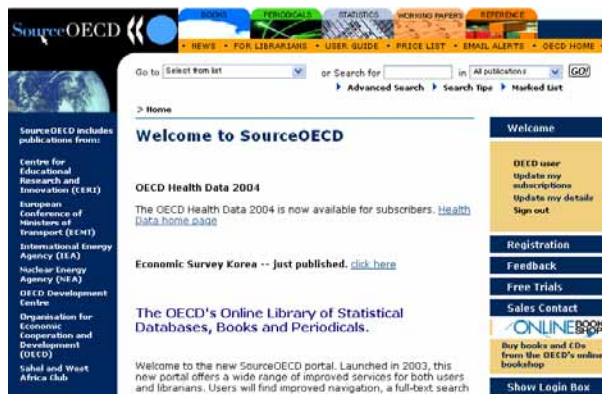 SourceOECD
BOOKS PERIODICALS STATISTICS WORKING PAPERS REFERENCE
• NEWS • FOR LIBRARIANS • USER GUIDE • PRICE LIST • EMAIL ALERTS • OECD HOME •
Go to Select from list or Search for in All publications GO!
Advanced Search Search Tips Marked List
> Home
SourceOECD includes
publications from:
Centre for
Educational
Research and
Innovation (CERI)
European
Conference of
Ministers of
Transport (ECMT)
International Energy
Agency (IEA)
Nuclear Energy
Agency (NEA)
OECD Development
Centre
Organisation for
Economic
Cooperation and
Development
(OECD)
Sahel and West
Africa Club
Welcome to SourceOECD
OECD Health Data 2004
The OECD Health Data 2004 is now available for subscribers. Health
Data home page
Economic Survey Korea -- just published. click here
The OECD's Online Library of Statistical
Databases, Books and Periodicals.
Welcome to the new SourceOECD portal. Launched in 2003, this
new portal offers a wide range of improved services for both users
and librarians. Users will find improved navigation, a full-text search
Welcome
OECD user
Update my
subscriptions
Update my details
Sign out
Registration
Feedback
Free Trials
Sales Contact
ONLINE BOOKSHOP
Buy books and CDs
from the OECD's online
bookshop
Show Login Box